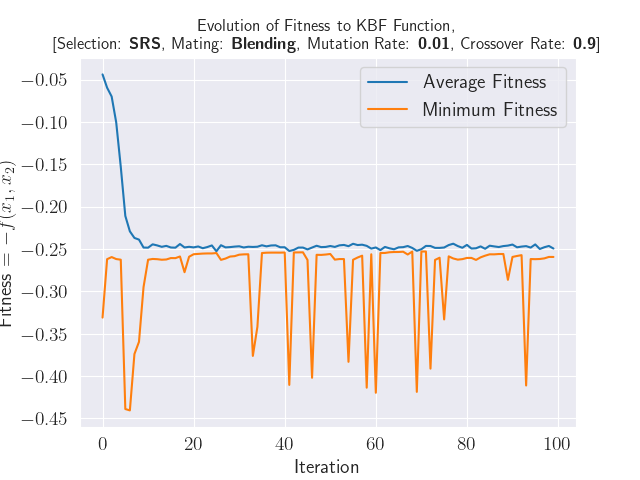 Evolution of Fitness to KBF Function,
[Selection: SRS, Mating: Blending, Mutation Rate: 0.01, Crossover Rate: 0.9]
Average Fitness
Minimum Fitness
Fitness = −f(x₁, x₂)
−0.05
−0.10
−0.15
−0.20
−0.25
−0.30
−0.35
−0.40
−0.45
0 20 40 60 80 100
Iteration